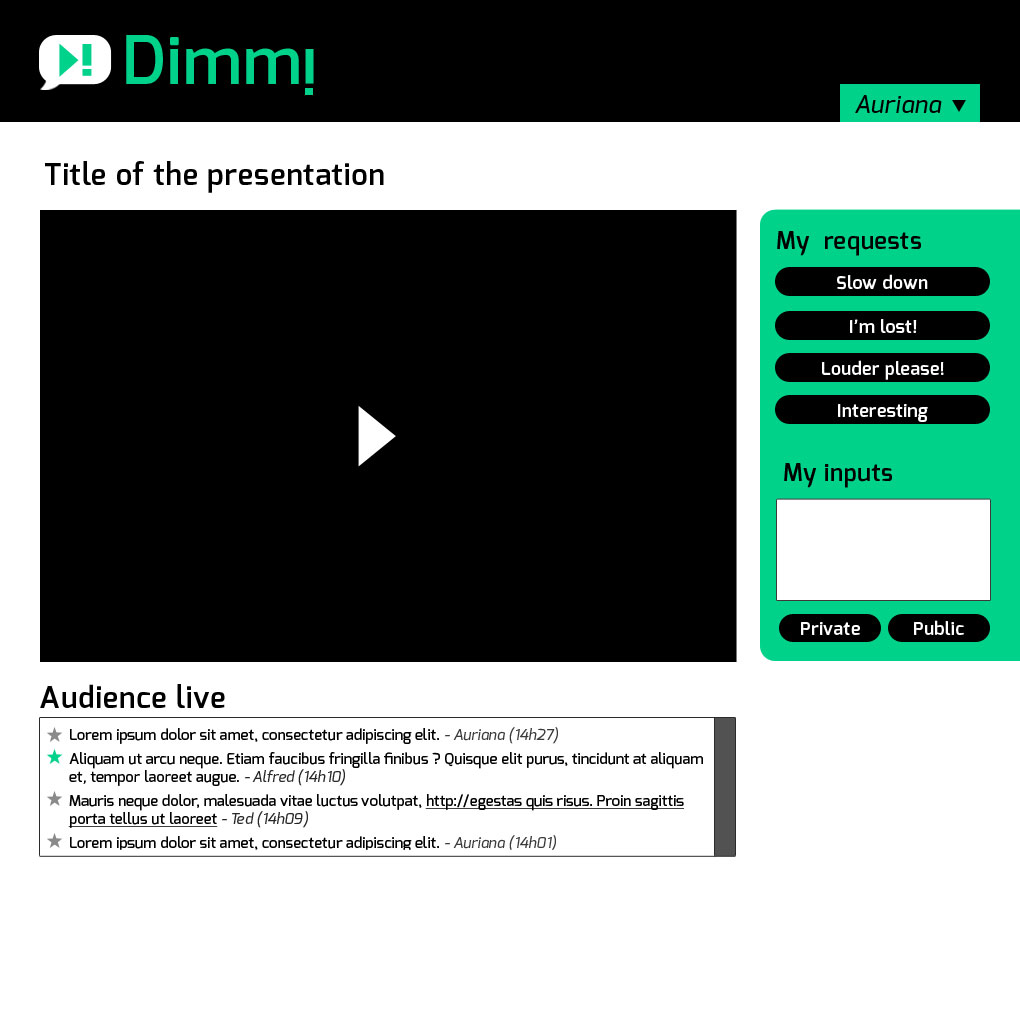 Dimm!
Auriana ▼
Title of the presentation
My requests
Slow down
I'm lost!
Louder please!
Interesting
My inputs
Private Public
Audience live
Lorem ipsum dolor sit amet, consectetur adipiscing elit. - Auriana (14h27)
Aliquam ut arcu neque. Etiam faucibus fringilla finibus ? Quisque elit purus, tincidunt at aliquam
et, tempor laoreet augue. - Alfred (14h10)
Mauris neque dolor, malesuada vitae luctus volutpat, http://egestas quis risus. Proin sagittis
porta tellus ut laoreet - Ted (14h09)
Lorem ipsum dolor sit amet, consectetur adipiscing elit. - Auriana (14h01)